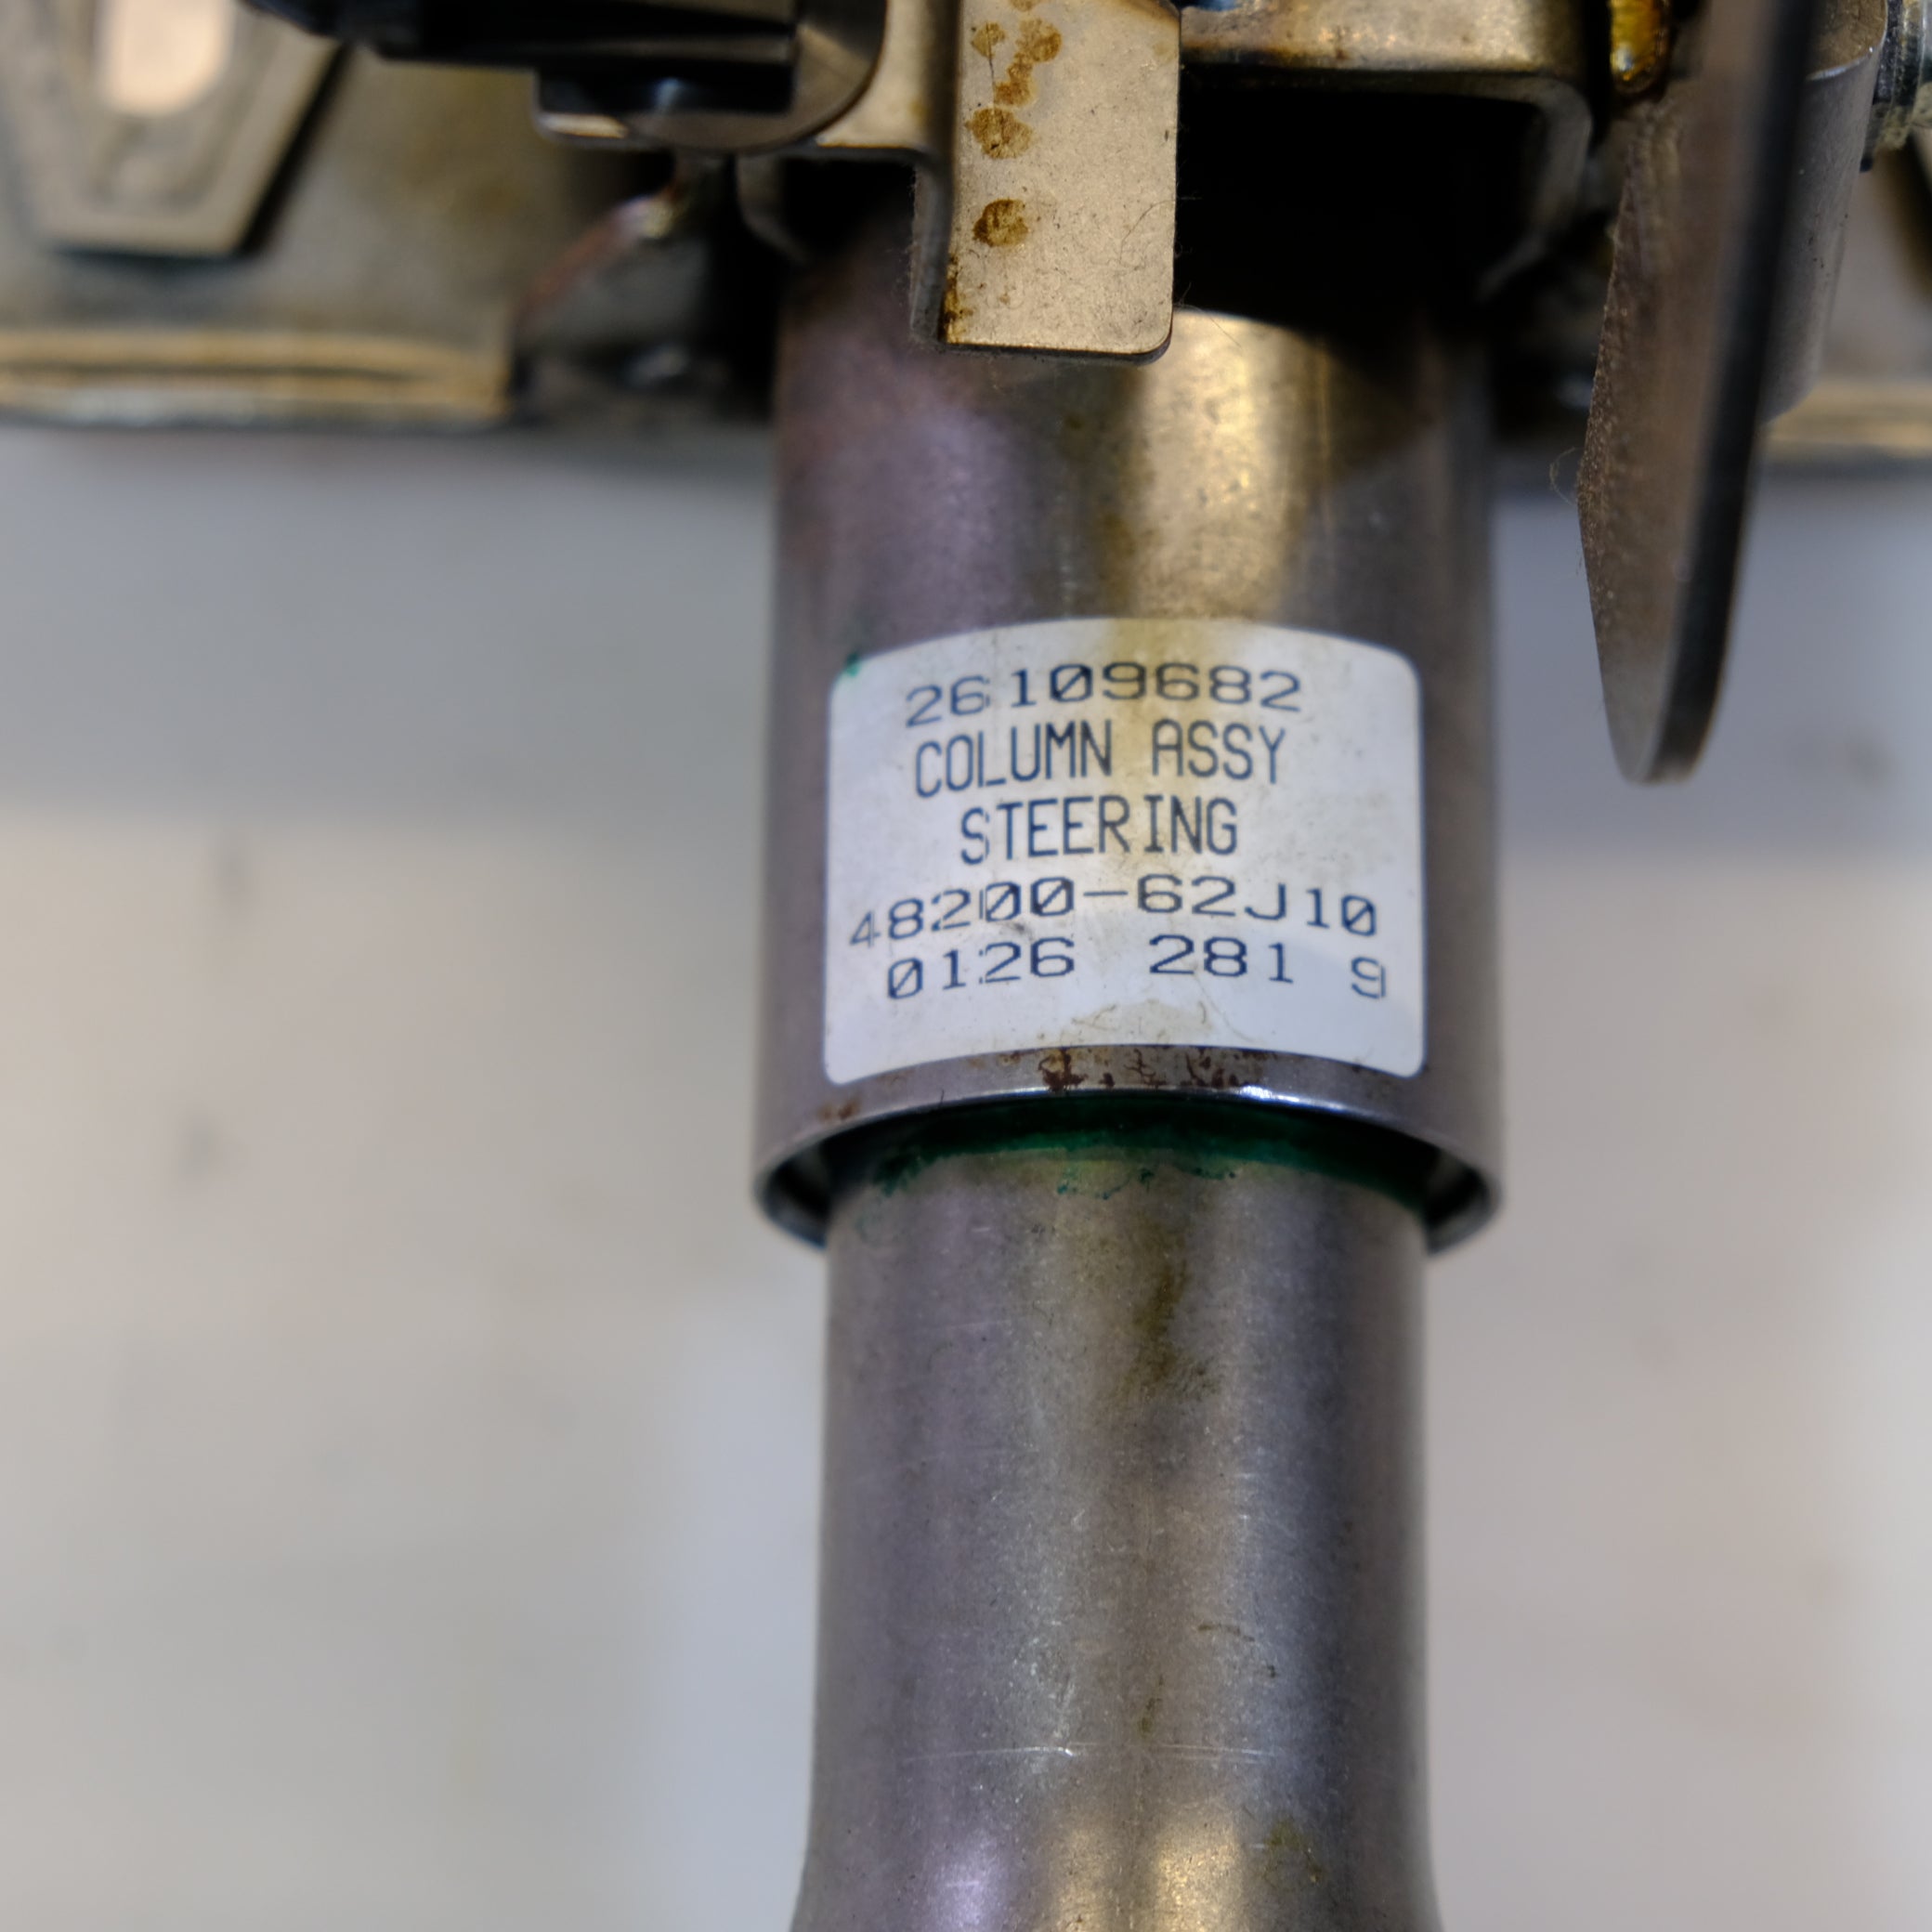 26109682
COLUMN ASSY
STEERING
48200-62J10
0126 281 9